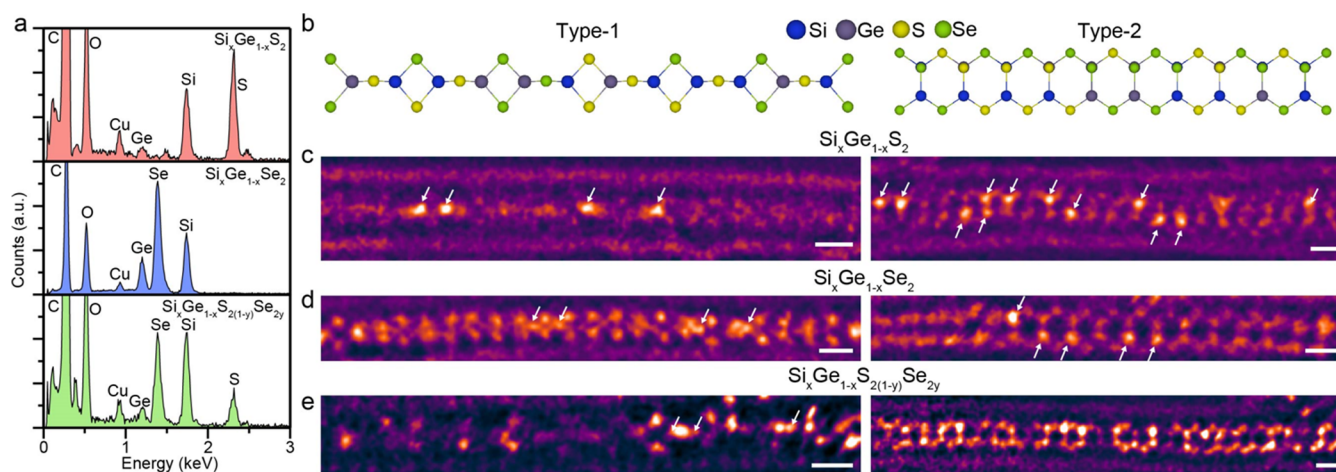 a
Counts (a.u.)
C
O
Cu
Ge
Si
S
SiₓGe₁₋ₓS₂
C
O
Cu
Ge
Se
Si
SiₓGe₁₋ₓSe₂
C
O
Cu
Ge
Se
Si
S
SiₓGe₁₋ₓS₂₍₁₋ᵧ₎Se₂ᵧ
0 1 2 3
Energy (keV)
b
Type-1
Si Ge S Se
Type-2
SiₓGe₁₋ₓS₂
c
SiₓGe₁₋ₓSe₂
d
SiₓGe₁₋ₓS₂₍₁₋ᵧ₎Se₂ᵧ
e